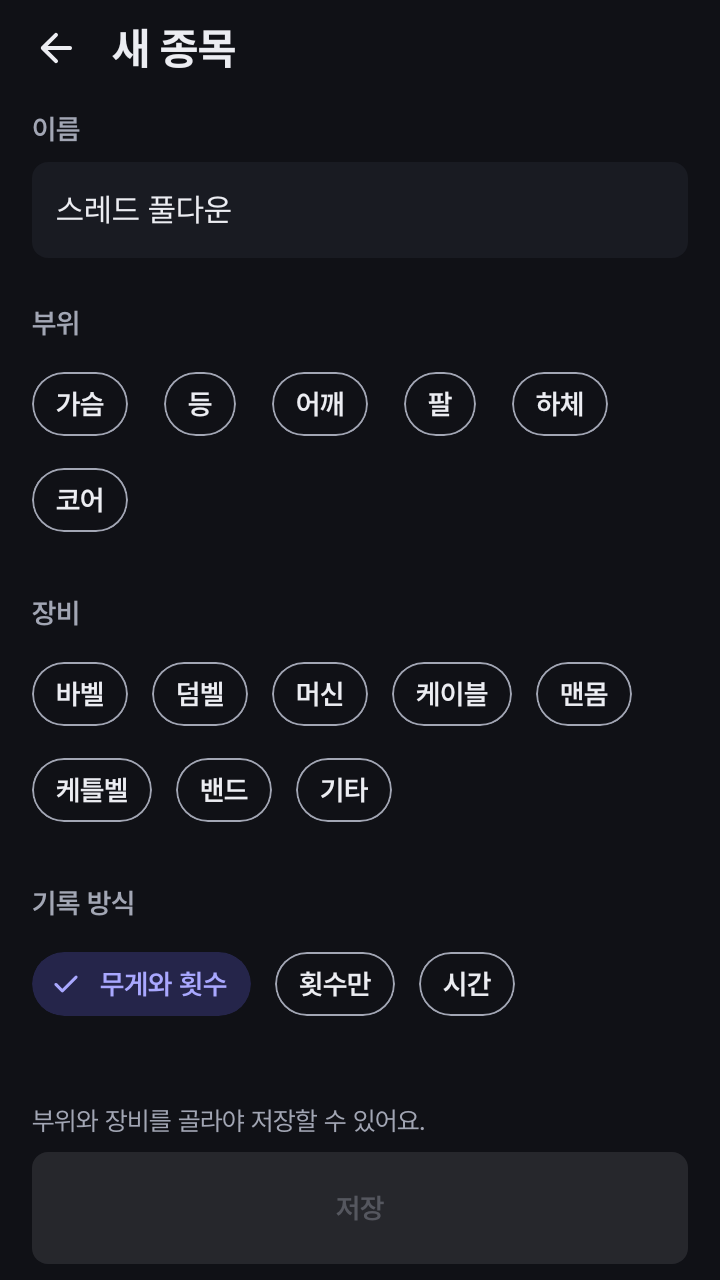 새 종목
이름
스레드 풀다운
부위
가슴 등 어깨 팔 하체
코어
장비
바벨 덤벨 머신 케이블 맨몸
케틀벨 밴드 기타
기록 방식
무게와 횟수 횟수만 시간
부위와 장비를 골라야 저장할 수 있어요.
저장